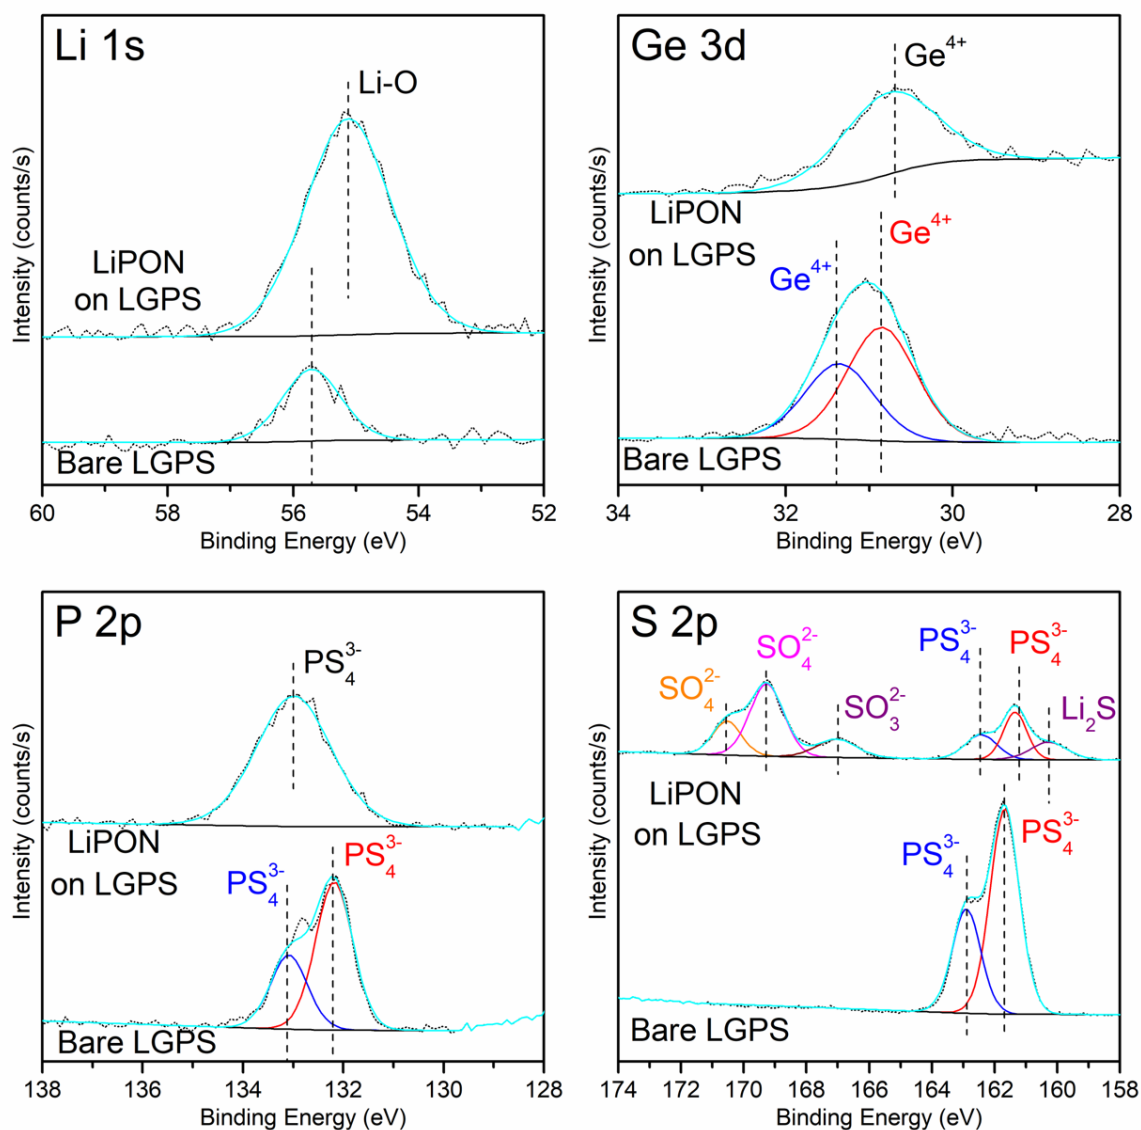 Li 1s
Li-O
LiPON
on LGPS
Bare LGPS
Intensity (counts/s)
60 58 56 54 52
Binding Energy (eV)
Ge 3d
Ge⁴⁺
LiPON
on LGPS
Ge⁴⁺
Ge⁴⁺
Bare LGPS
Intensity (counts/s)
34 32 30 28
Binding Energy (eV)
P 2p
PS₄³⁻
LiPON
on LGPS
PS₄³⁻
PS₄³⁻
Bare LGPS
Intensity (counts/s)
138 136 134 132 130 128
Binding Energy (eV)
S 2p
SO₄²⁻
SO₄²⁻
SO₃²⁻
PS₄³⁻
PS₄³⁻
Li₂S
LiPON
on LGPS
PS₄³⁻
PS₄³⁻
Bare LGPS
Intensity (counts/s)
174 172 170 168 166 164 162 160 158
Binding Energy (eV)